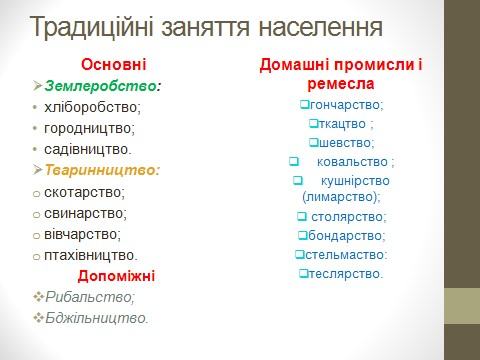 Традиційні заняття населення
Основні
Землеробство:
хліборобство;
городництво;
садівництво.
Тваринництво:
скотарство;
свинарство;
вівчарство;
птахівництво.
Допоміжні
Рибальство;
Бджільництво.
Домашні промисли і
ремесла
гончарство;
ткацтво ;
шевство;
ковальство ;
кушнірство
(лимарство);
столярство;
бондарство;
стельмаство:
теслярство.